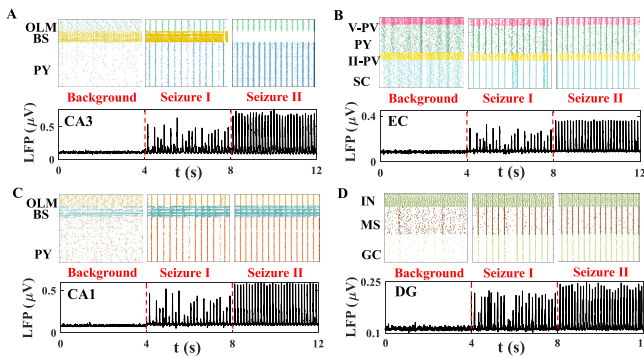 A
OLM
BS
PY
Background Seizure I Seizure II
LFP (μV)
0.5
0
CA3
0 4 8 12
t (s)
B
V-PV
PY
II-PV
SC
Background Seizure I Seizure II
LFP (μV)
0.4
0
EC
0 4 8 12
t (s)
C
OLM
BS
PY
Background Seizure I Seizure II
LFP (μV)
0.5
0
CA1
0 4 8 12
t (s)
D
IN
MS
GC
Background Seizure I Seizure II
LFP (μV)
0.25
0.1
DG
0 4 8 12
t (s)